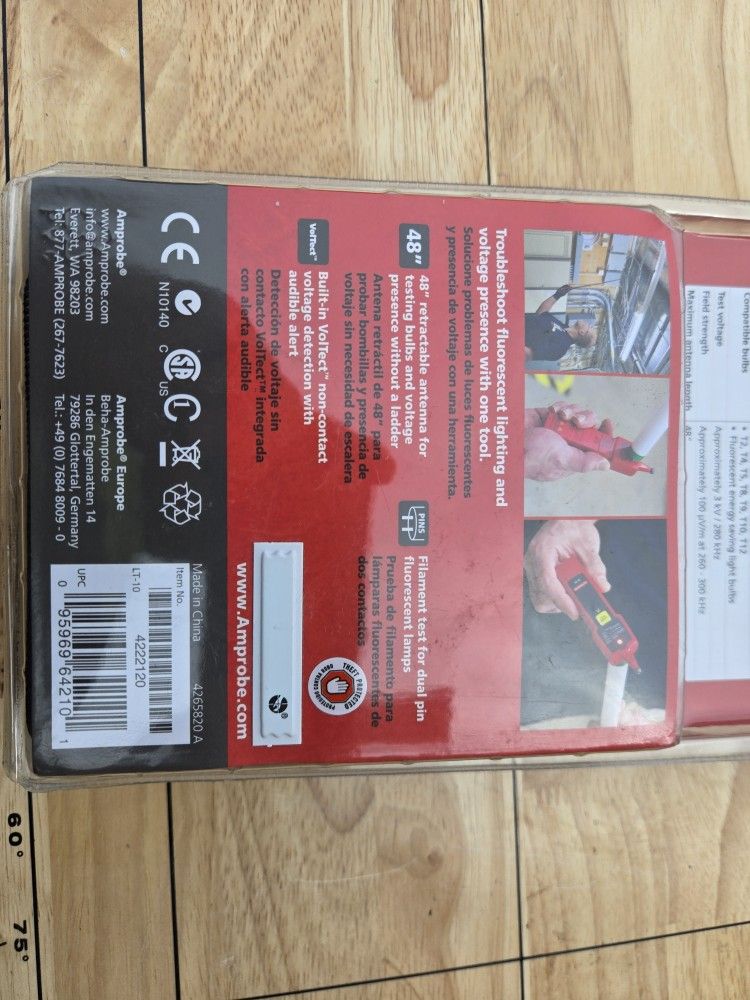 Compatible bulbs
Test voltage
Field strength
Maximum antenna length
• T2, T4, T5, T8, T9, T10, T12
• Fluorescent energy saving light bulbs
Approximately 3 kV / 280 kHz
Approximately 100 µV/m at 260 - 300 kHz
48"
Troubleshoot fluorescent lighting and
voltage presence with one tool.
Solucione problemas de luces fluorescentes
y presencia de voltaje con una herramienta.
48"
48" retractable antenna for
testing bulbs and voltage
presence without a ladder
Antena retráctil de 48" para
probar bombillas y presencia de
voltaje sin necesidad de escalera
VolTect™
Built-in VolTect™ non-contact
voltage detection with
audible alert
Detección de voltaje sin
contacto VolTect™ integrada
con alerta audible
PINS
Filament test for dual pin
fluorescent lamps
Prueba de filamento para
lámparas fluorescentes de
dos contactos
THEFT PROTECTED
PROTEGIDO CONTRA ROBO
www.Amprobe.com
CE
N10140
C US
Amprobe®
www.Amprobe.com
info@amprobe.com
Everett, WA 98203
Tel: 877-AMPROBE (267-7623)
Amprobe® Europe
Beha-Amprobe
In den Engematten 14
79286 Glottertal, Germany
Tel.: +49 (0) 7684 8009 - 0
Made in China
4265820 A
Item No.
4222120
LT-10
UPC
0 95969 64210 1
60°
75°